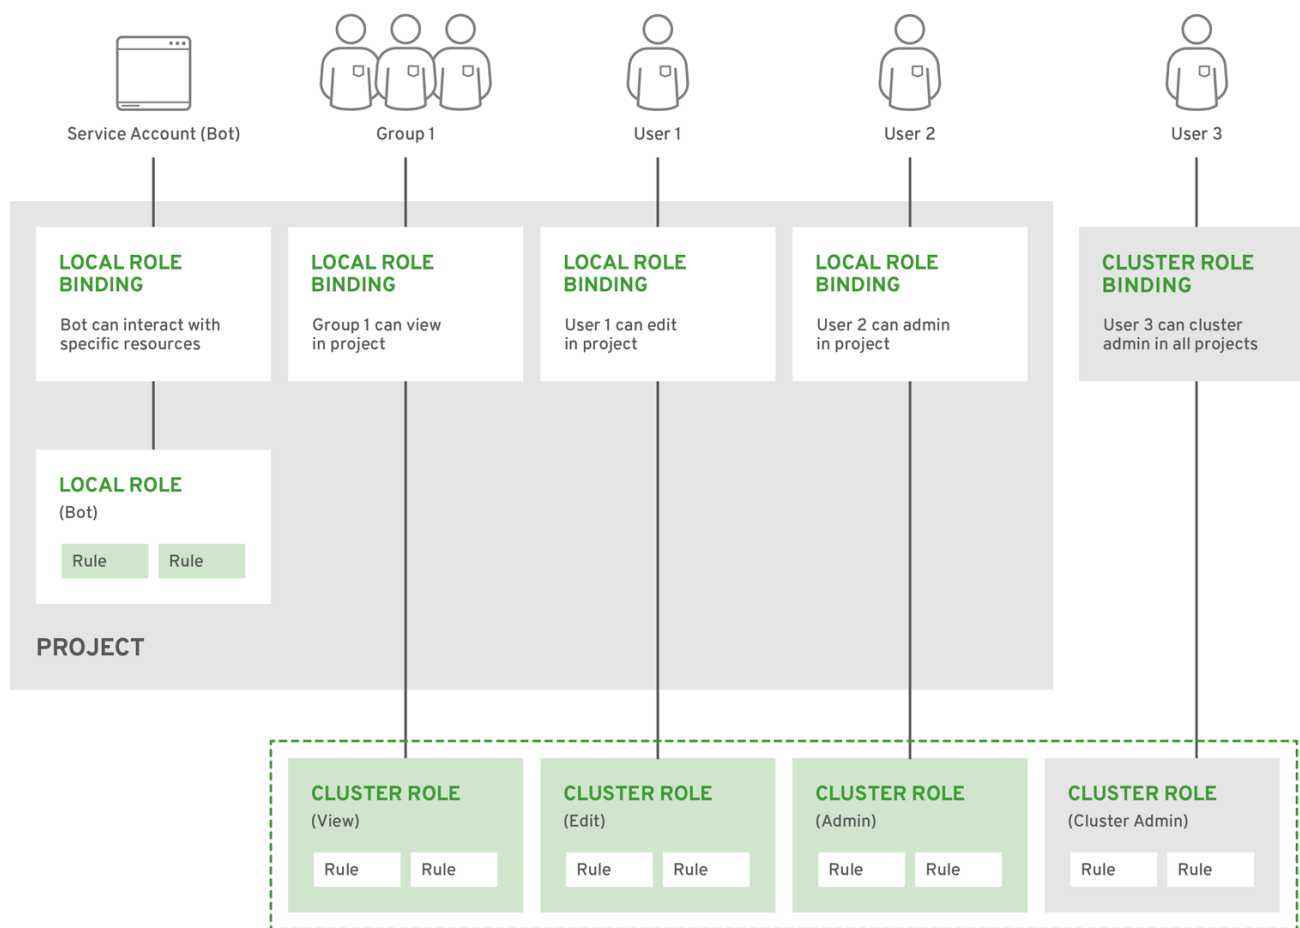 Service Account (Bot)
Group 1
User 1
User 2
User 3
LOCAL ROLE
BINDING
Bot can interact with
specific resources
LOCAL ROLE
BINDING
Group 1 can view
in project
LOCAL ROLE
BINDING
User 1 can edit
in project
LOCAL ROLE
BINDING
User 2 can admin
in project
CLUSTER ROLE
BINDING
User 3 can cluster
admin in all projects
LOCAL ROLE
(Bot)
Rule
Rule
PROJECT
CLUSTER ROLE
(View)
Rule
Rule
CLUSTER ROLE
(Edit)
Rule
Rule
CLUSTER ROLE
(Admin)
Rule
Rule
CLUSTER ROLE
(Cluster Admin)
Rule
Rule